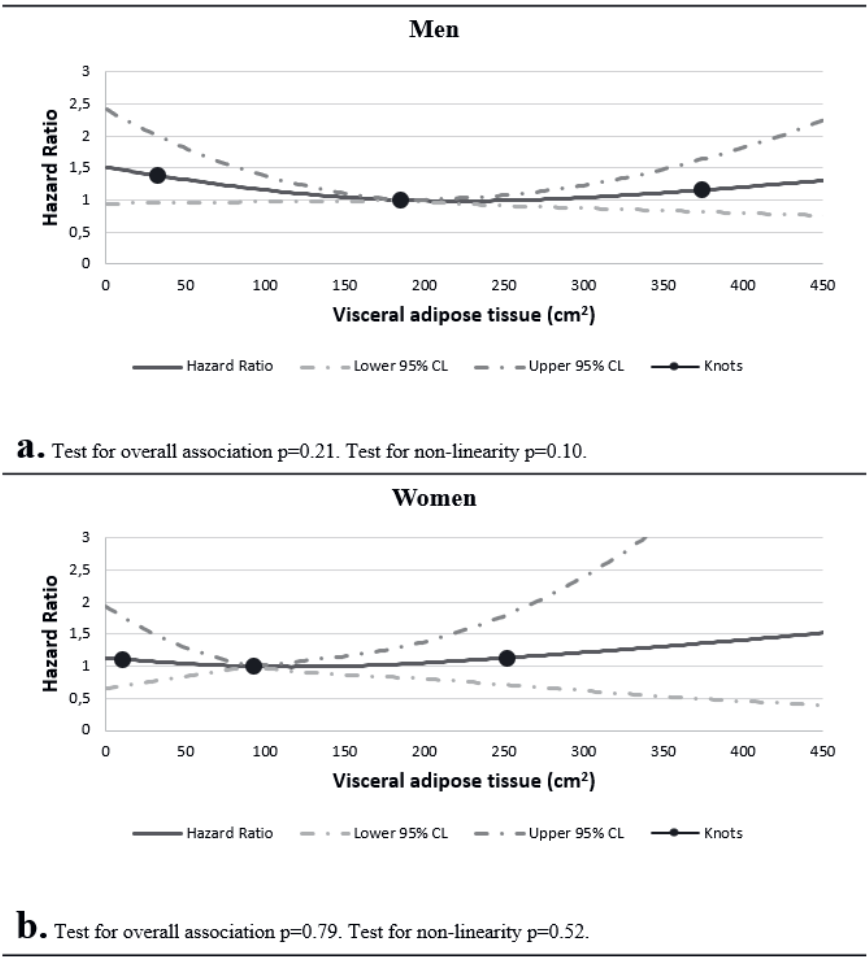 Men
3
2,5
2
1,5
1
0,5
0
Hazard Ratio
0 50 100 150 200 250 300 350 400 450
Visceral adipose tissue (cm²)
Hazard Ratio Lower 95% CL Upper 95% CL Knots
a. Test for overall association p=0.21. Test for non-linearity p=0.10.
Women
3
2,5
2
1,5
1
0,5
0
Hazard Ratio
0 50 100 150 200 250 300 350 400 450
Visceral adipose tissue (cm²)
Hazard Ratio Lower 95% CL Upper 95% CL Knots
b. Test for overall association p=0.79. Test for non-linearity p=0.52.